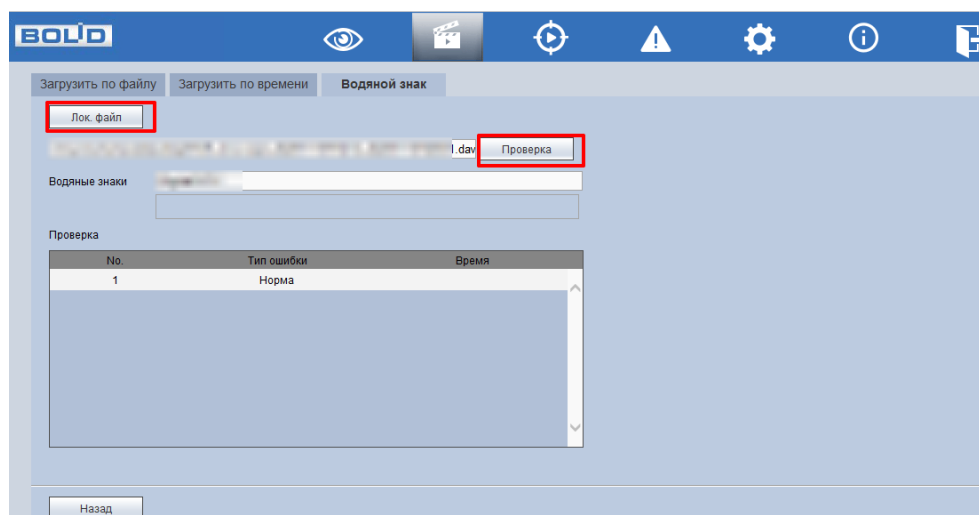 BOLID
Загрузить по файлу Загрузить по времени Водяной знак
Лок. файл
.dav Проверка
Водяные знаки
Проверка
No. Тип ошибки Время
1 Норма
Назад